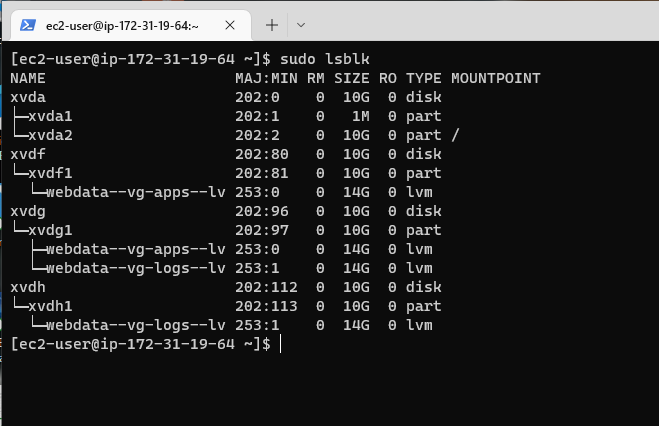 ec2-user@ip-172-31-19-64:~
[ec2-user@ip-172-31-19-64 ~]$ sudo lsblk
NAME                      MAJ:MIN RM SIZE RO TYPE MOUNTPOINT
xvda                      202:0    0  10G  0 disk
├─xvda1                   202:1    0   1M  0 part
└─xvda2                   202:2    0  10G  0 part /
xvdf                      202:80   0  10G  0 disk
└─xvdf1                   202:81   0  10G  0 part
  └─webdata--vg-apps--lv 253:0    0  14G  0 lvm
xvdg                      202:96   0  10G  0 disk
└─xvdg1                   202:97   0  10G  0 part
  ├─webdata--vg-apps--lv 253:0    0  14G  0 lvm
  └─webdata--vg-logs--lv 253:1    0  14G  0 lvm
xvdh                      202:112  0  10G  0 disk
└─xvdh1                   202:113  0  10G  0 part
  └─webdata--vg-logs--lv 253:1    0  14G  0 lvm
[ec2-user@ip-172-31-19-64 ~]$